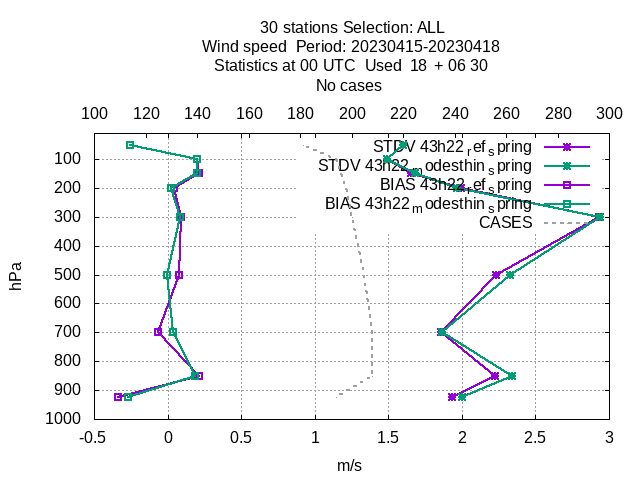 30 stations Selection: ALL
Wind speed  Period: 20230415-20230418
Statistics at 00 UTC  Used  18  + 06 30
No cases
100 120 140 160 180 200 220 240 260 280 300
STDV 43h22_ref_spring
100
STDV 43h22_modesthin_spring
BIAS 43h22_ref_spring
200
BIAS 43h22_modesthin_spring
300
CASES
400
500
600
700
800
900
1000
hPa
-0.5 0 0.5 1 1.5 2 2.5 3
m/s